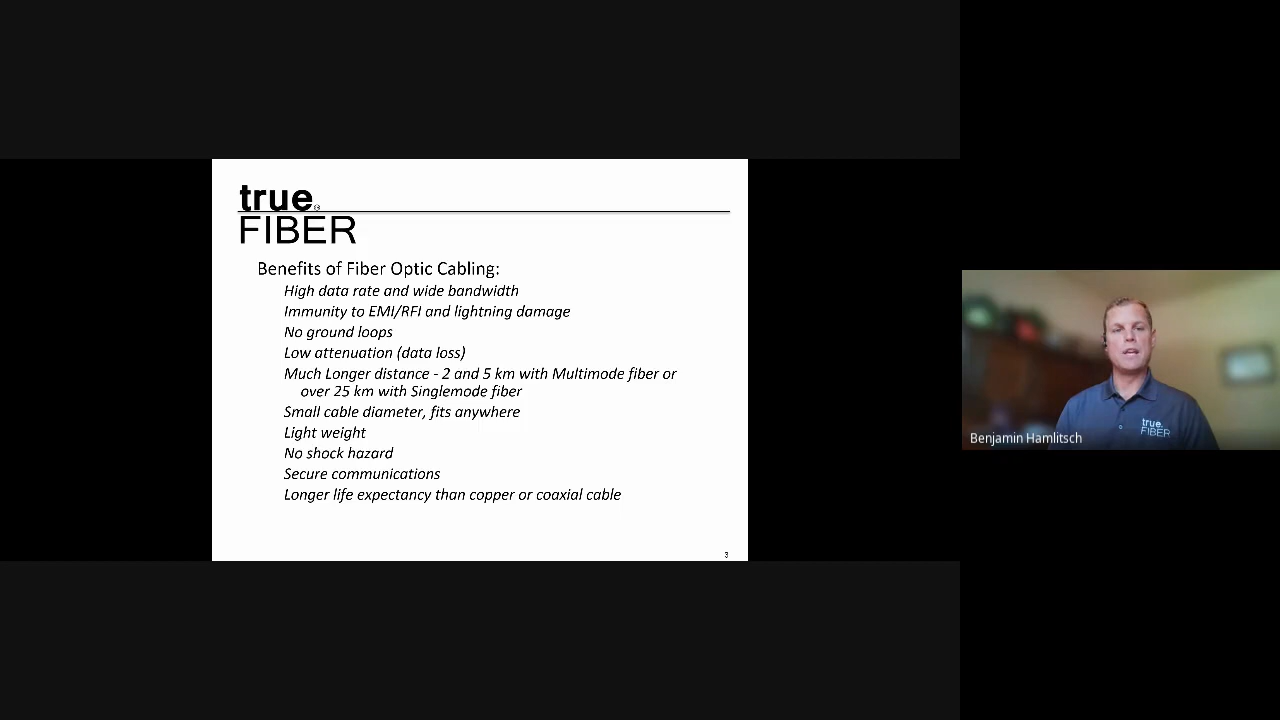 true®
FIBER
Benefits of Fiber Optic Cabling:
High data rate and wide bandwidth
Immunity to EMI/RFI and lightning damage
No ground loops
Low attenuation (data loss)
Much Longer distance - 2 and 5 km with Multimode fiber or
over 25 km with Singlemode fiber
Small cable diameter, fits anywhere
Light weight
No shock hazard
Secure communications
Longer life expectancy than copper or coaxial cable
3
true.
FIBER
Benjamin Hamlitsch